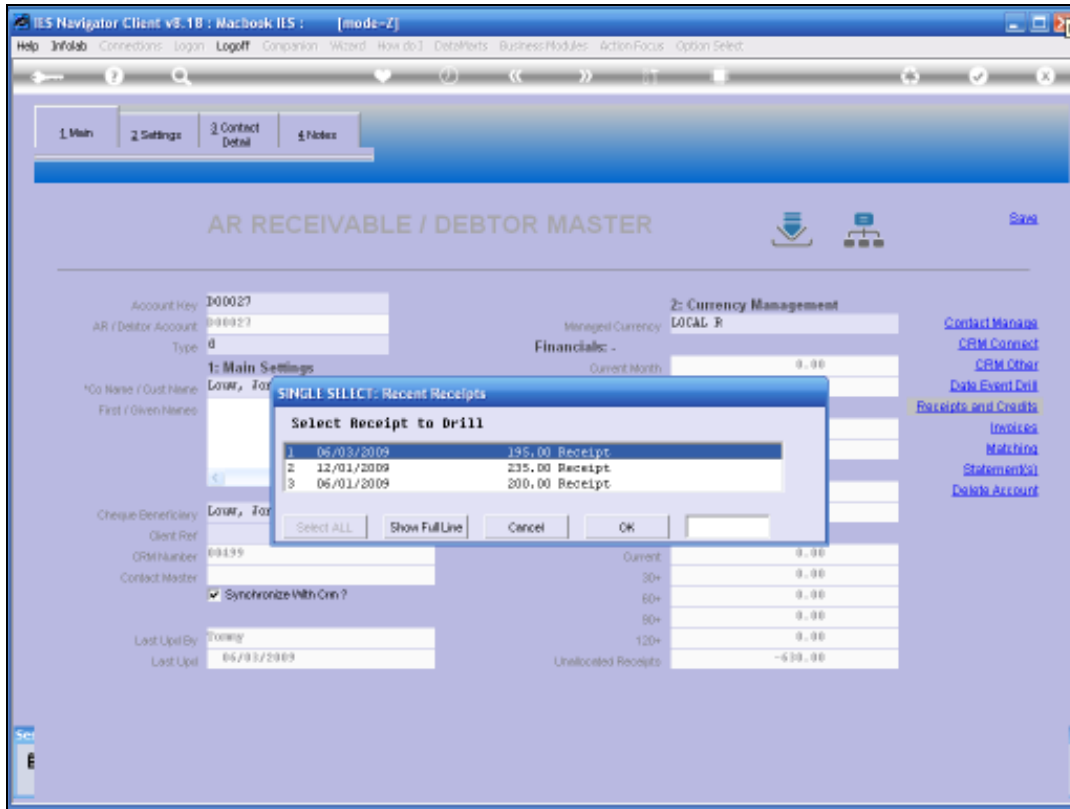 IES Navigator Client v8.1B : Macbook IES : [mode=Z]
Help Infolab Connections Logon Logoff Companion Wizard How do I DataAlerts Business Modules Action Focus Option Select
1 Main
2 Settings
3 Contact Detail
4 Notes
AR RECEIVABLE / DEBTOR MASTER
Save
Account Key D00027
AR / Debtor Account D00027
Type d
1: Main Settings
*Co Name / Cust Name
First / Given Names
Cheque Beneficiary
Client Ref
CRM Number 00499
Contact Master
Synchronize With Crm ?
Last Upd By Tommy
Last Upd 06/03/2009
2: Currency Management
Managed Currency LOCAL R
Financials: -
Current Month 0.00
Current 0.00
30+ 0.00
60+ 0.00
90+ 0.00
120+ 0.00
Unallocated Receipts -630.00
Contact Manage
CRM Connect
CRM Other
Date Event Drill
Receipts and Credits
Invoices
Matching
Statement(s)
Delete Account
SINGLE SELECT: Recent Receipts
Select Receipt to Drill
1 06/03/2009 195.00 Receipt
2 12/01/2009 235.00 Receipt
3 06/01/2009 200.00 Receipt
Select ALL
Show Full Line
Cancel
OK